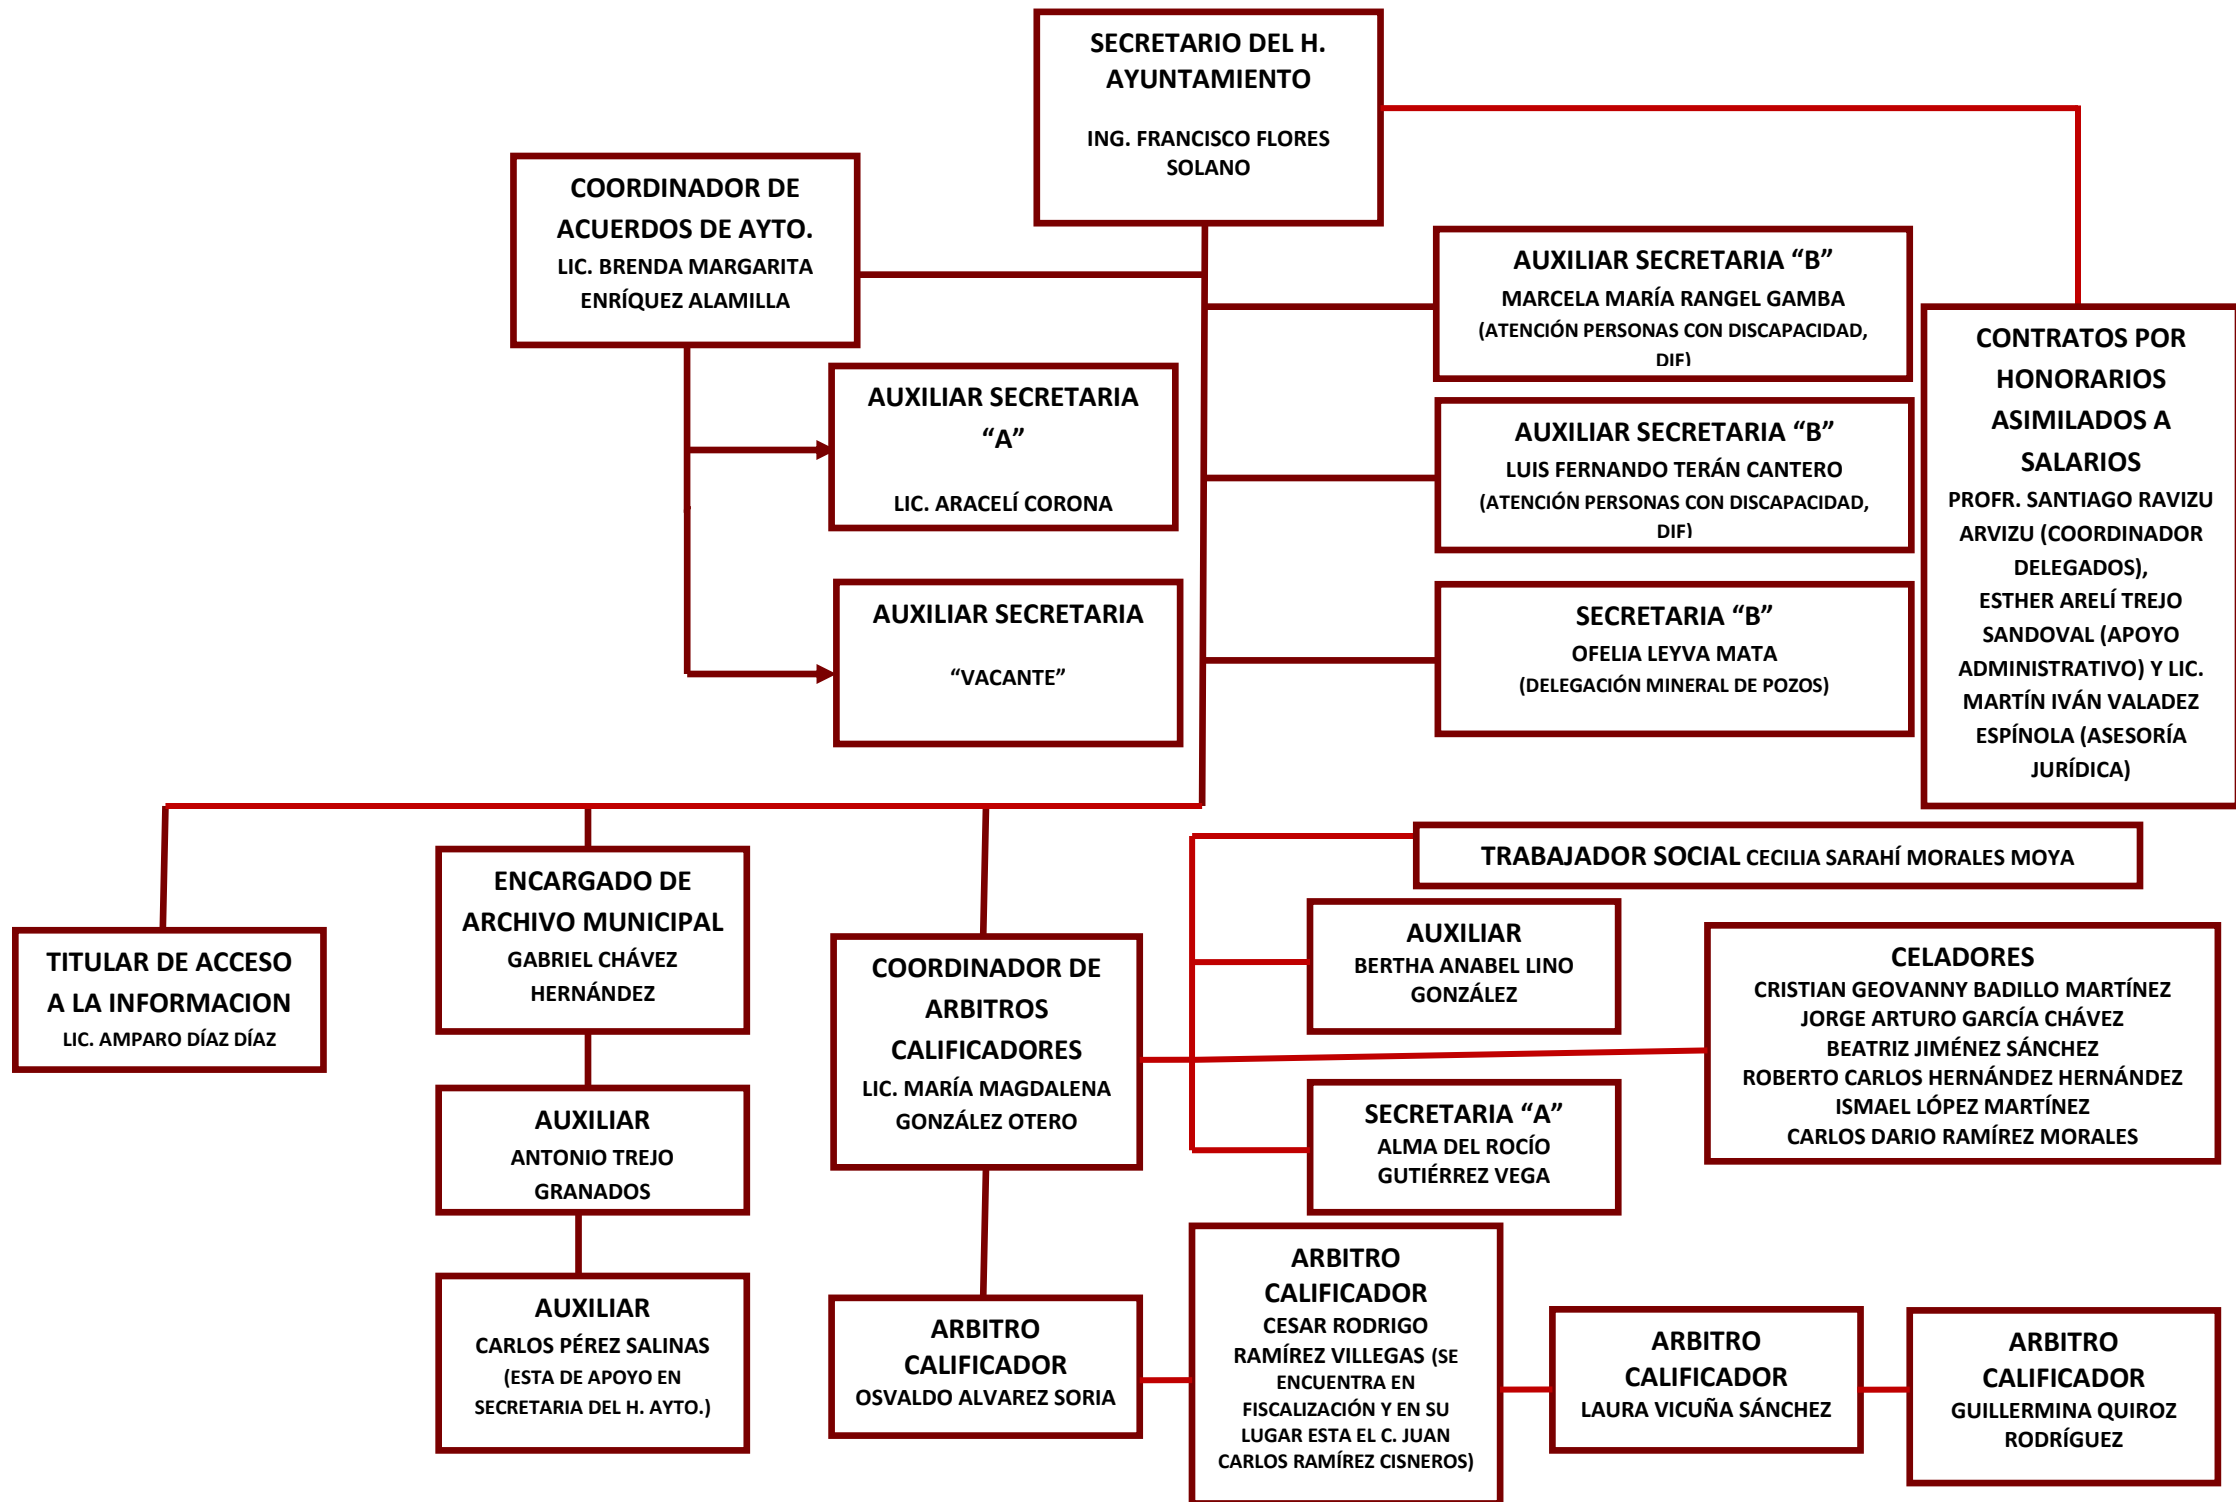 SECRETARIO DEL H.
AYUNTAMIENTO
ING. FRANCISCO FLORES
SOLANO
COORDINADOR DE
ACUERDOS DE AYTO.
LIC. BRENDA MARGARITA
ENRÍQUEZ ALAMILLA
AUXILIAR SECRETARIA
“A”
LIC. ARACELÍ CORONA
AUXILIAR SECRETARIA
“VACANTE”
AUXILIAR SECRETARIA “B”
MARCELA MARÍA RANGEL GAMBA
(ATENCIÓN PERSONAS CON DISCAPACIDAD,
DIF)
AUXILIAR SECRETARIA “B”
LUIS FERNANDO TERÁN CANTERO
(ATENCIÓN PERSONAS CON DISCAPACIDAD,
DIF)
SECRETARIA “B”
OFELIA LEYVA MATA
(DELEGACIÓN MINERAL DE POZOS)
CONTRATOS POR
HONORARIOS
ASIMILADOS A
SALARIOS
PROFR. SANTIAGO RAVIZU
ARVIZU (COORDINADOR
DELEGADOS),
ESTHER ARELÍ TREJO
SANDOVAL (APOYO
ADMINISTRATIVO) Y LIC.
MARTÍN IVÁN VALADEZ
ESPÍNOLA (ASESORÍA
JURÍDICA)
TITULAR DE ACCESO
A LA INFORMACION
LIC. AMPARO DÍAZ DÍAZ
ENCARGADO DE
ARCHIVO MUNICIPAL
GABRIEL CHÁVEZ
HERNÁNDEZ
AUXILIAR
ANTONIO TREJO
GRANADOS
AUXILIAR
CARLOS PÉREZ SALINAS
(ESTA DE APOYO EN
SECRETARIA DEL H. AYTO.)
COORDINADOR DE
ARBITROS
CALIFICADORES
LIC. MARÍA MAGDALENA
GONZÁLEZ OTERO
TRABAJADOR SOCIAL CECILIA SARAHÍ MORALES MOYA
AUXILIAR
BERTHA ANABEL LINO
GONZÁLEZ
SECRETARIA “A”
ALMA DEL ROCÍO
GUTIÉRREZ VEGA
CELADORES
CRISTIAN GEOVANNY BADILLO MARTÍNEZ
JORGE ARTURO GARCÍA CHÁVEZ
BEATRIZ JIMÉNEZ SÁNCHEZ
ROBERTO CARLOS HERNÁNDEZ HERNÁNDEZ
ISMAEL LÓPEZ MARTÍNEZ
CARLOS DARIO RAMÍREZ MORALES
ARBITRO
CALIFICADOR
OSVALDO ALVAREZ SORIA
ARBITRO
CALIFICADOR
CESAR RODRIGO
RAMÍREZ VILLEGAS (SE
ENCUENTRA EN
FISCALIZACIÓN Y EN SU
LUGAR ESTA EL C. JUAN
CARLOS RAMÍREZ CISNEROS)
ARBITRO
CALIFICADOR
LAURA VICUÑA SÁNCHEZ
ARBITRO
CALIFICADOR
GUILLERMINA QUIROZ
RODRÍGUEZ